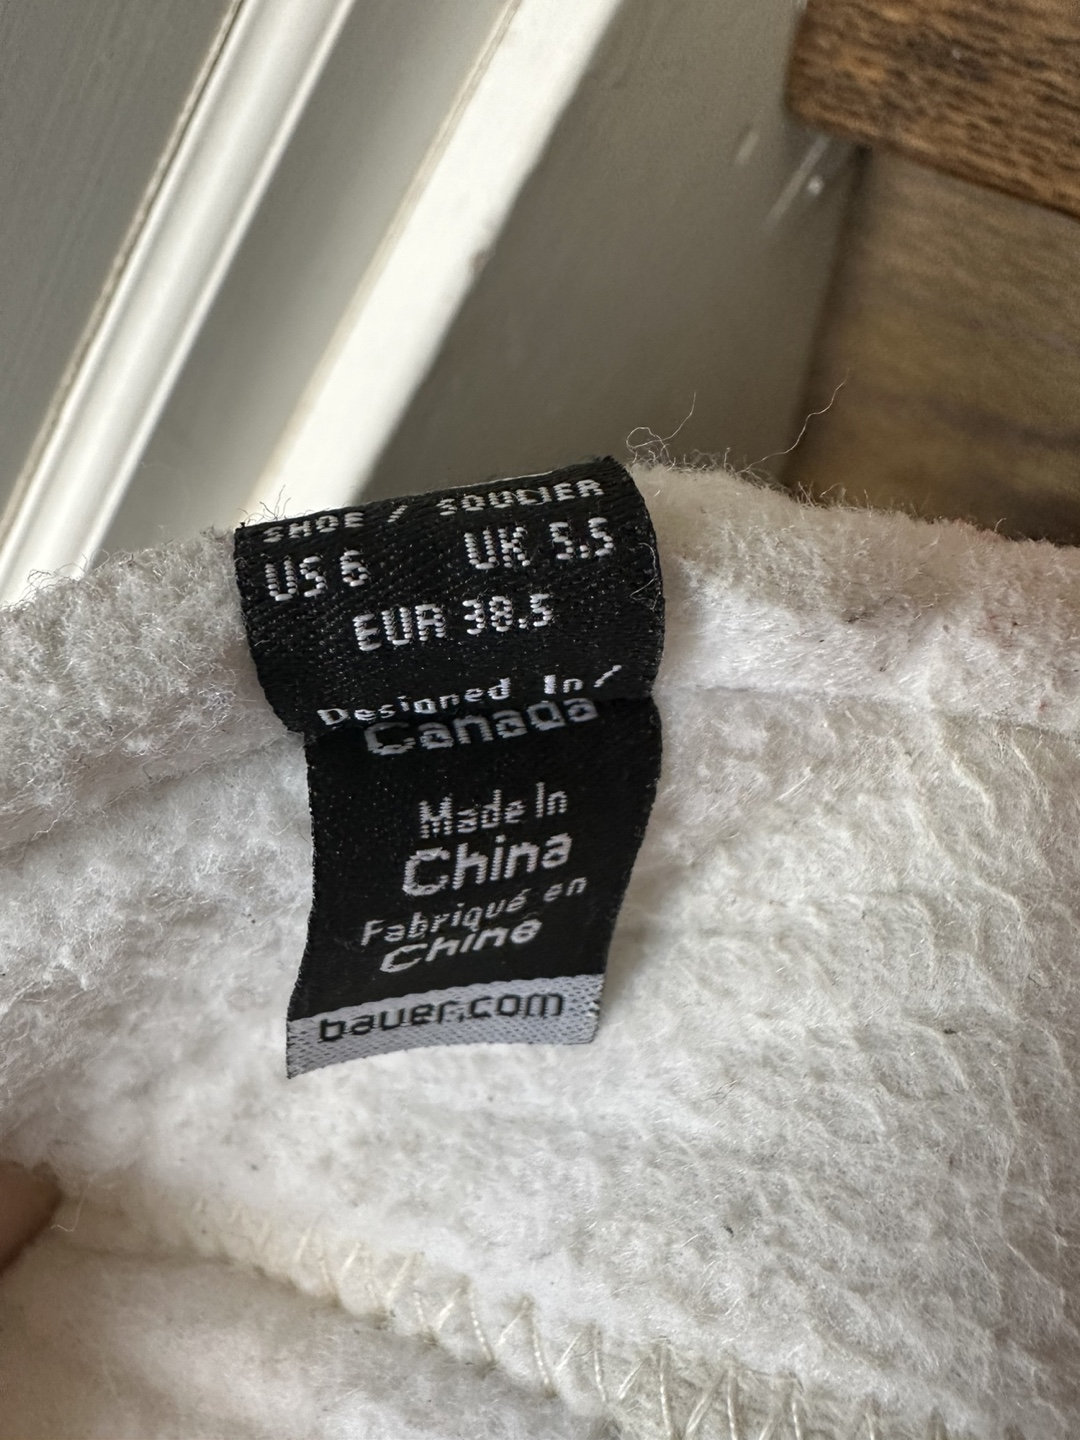 SHOE / SOULIER
US 6 UK 5.5
EUR 38.5
Designed In /
Canada
Made In
China
Fabriqué en
Chine
bauer.com